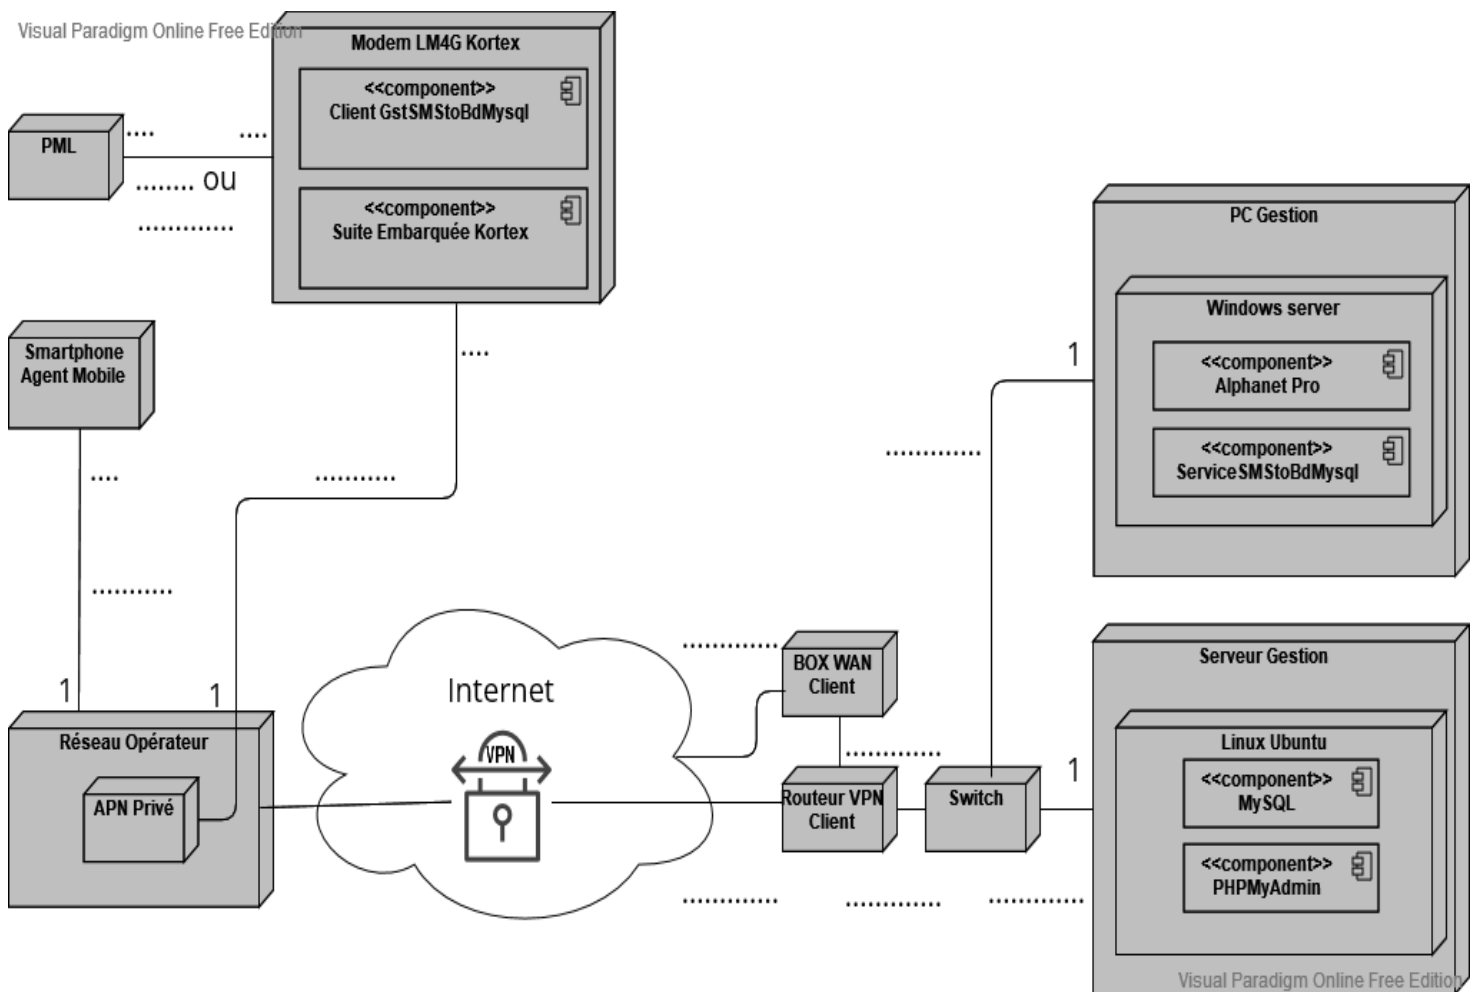 Visual Paradigm Online Free Edition
Modem LM4G Kortex
<<component>>
Client GstSMStoBdMysql
<<component>>
Suite Embarquée Kortex
PML
....
....
........ ou
.............
Smartphone
Agent Mobile
....
...........
1
....
...........
1
Réseau Opérateur
APN Privé
Internet
VPN
.............
BOX WAN
Client
.............
Routeur VPN
Client
Switch
.............
.............
.............
.............
1
PC Gestion
Windows server
<<component>>
Alphanet Pro
<<component>>
ServiceSMStoBdMysql
1
Serveur Gestion
Linux Ubuntu
<<component>>
MySQL
<<component>>
PHPMyAdmin
Visual Paradigm Online Free Edition